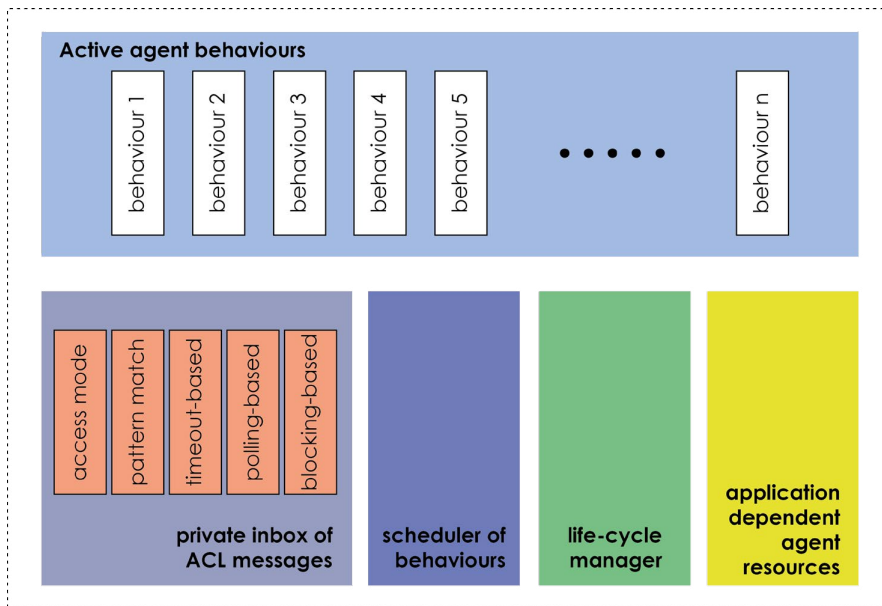 Active agent behaviours
behaviour 1
behaviour 2
behaviour 3
behaviour 4
behaviour 5
behaviour n
access mode
pattern match
timeout-based
polling-based
blocking-based
private inbox of
ACL messages
scheduler of
behaviours
life-cycle
manager
application
dependent
agent
resources